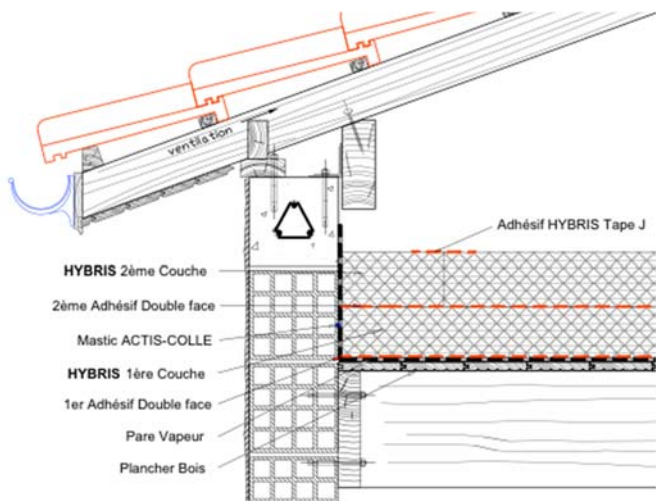 ventilation
Adhésif HYBRIS Tape J
HYBRIS 2ème Couche
2ème Adhésif Double face
Mastic ACTIS-COLLE
HYBRIS 1ère Couche
1er Adhésif Double face
Pare Vapeur
Plancher Bois